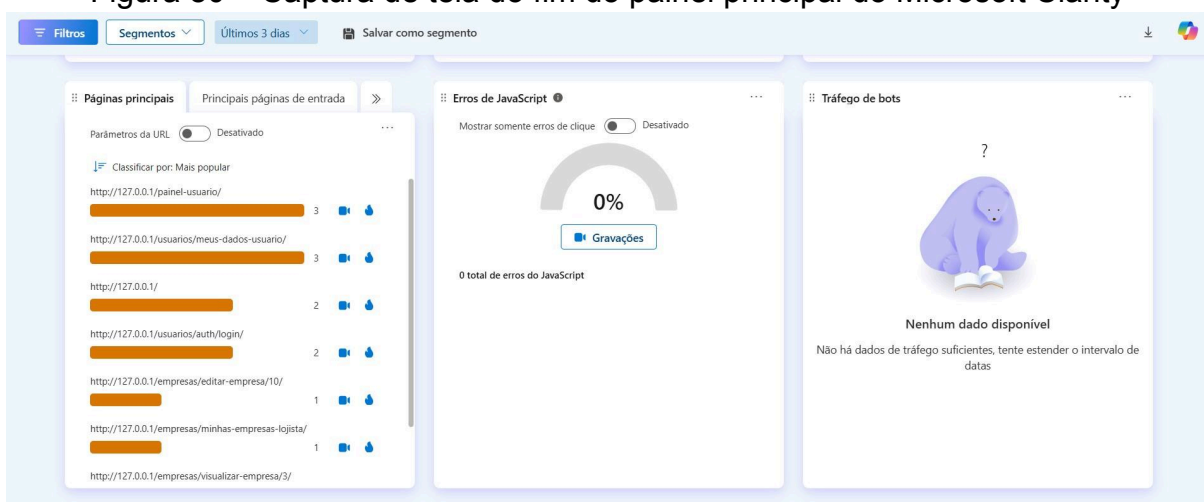 Filtros
Segmentos
Últimos 3 dias
Salvar como segmento
Páginas principais
Principais páginas de entrada
Parâmetros da URL
Desativado
Classificar por: Mais popular
http://127.0.0.1/painel-usuario/
3
http://127.0.0.1/usuarios/meus-dados-usuario/
3
http://127.0.0.1/
2
http://127.0.0.1/usuarios/auth/login/
2
http://127.0.0.1/empresas/editar-empresa/10/
1
http://127.0.0.1/empresas/minhas-empresas-lojista/
1
http://127.0.0.1/empresas/visualizar-empresa/3/
Erros de JavaScript
Mostrar somente erros de clique
Desativado
0%
Gravações
0 total de erros do JavaScript
Tráfego de bots
?
Nenhum dado disponível
Não há dados de tráfego suficientes, tente estender o intervalo de
datas